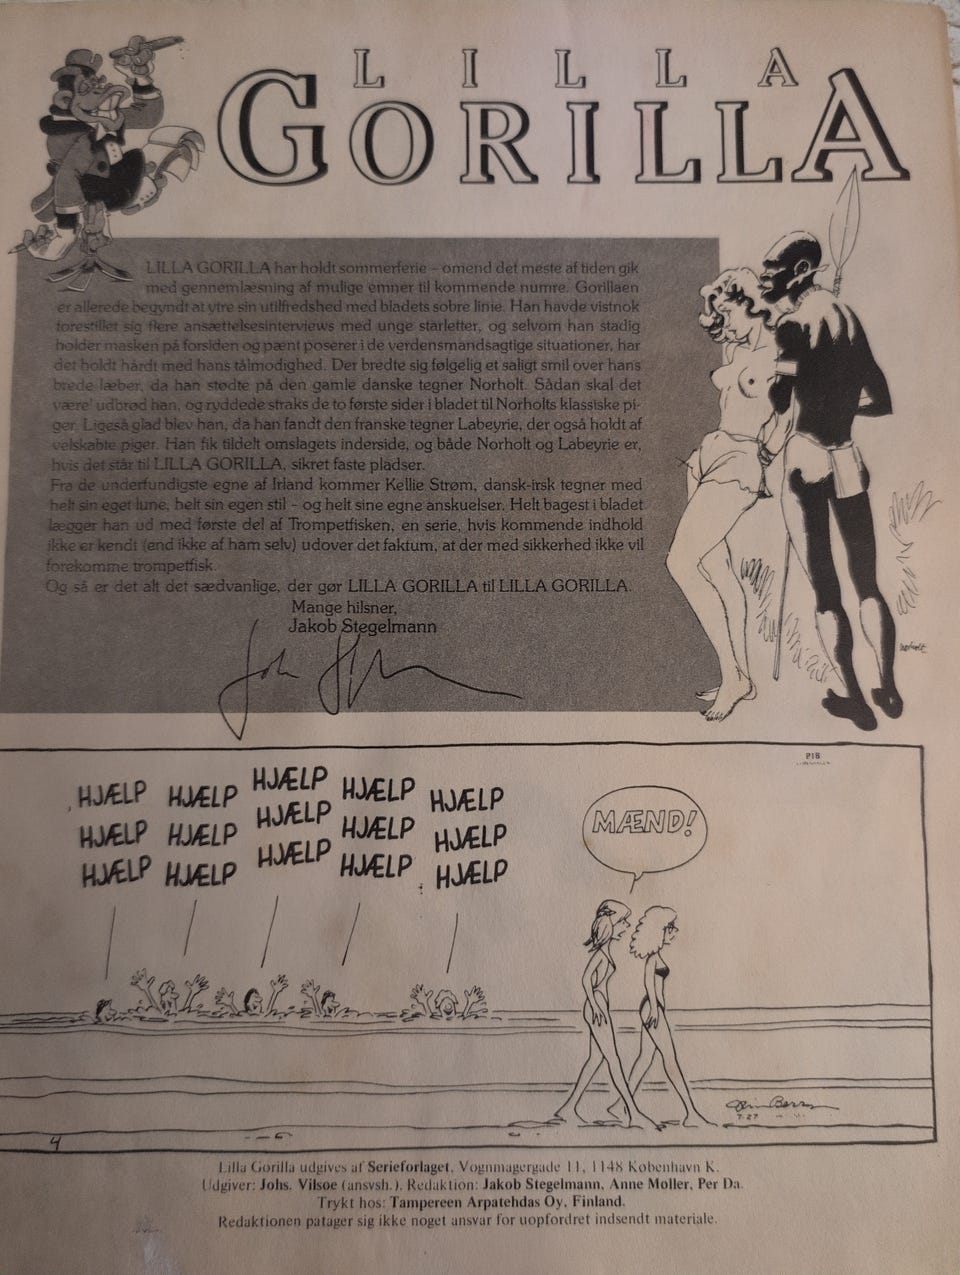 LILLA
GORILLA
LILLA GORILLA har holdt sommerferie – omend det meste af tiden gik
med gennemlæsning af mulige emner til kommende numre. Gorillaen
er allerede begyndt at ytre sin utilfredshed med bladets sobre linie. Han havde vistnok
forestillet sig flere ansættelsesinterviews med unge starletter, og selvom han stadig
holder masken på forsiden og pænt poserer i de verdensmandsagtige situationer, har
det holdt hårdt med hans tålmodighed. Der bredte sig følgelig et saligt smil over hans
brede læber, da han stødte på den gamle danske tegner Norholt. Sådan skal det
være' udbrød han, og ryddede straks de to første sider i bladet til Norholts klassiske pi-
ger. Ligeså glad blev han, da han fandt den franske tegner Labeyrie, der også holdt af
velskabte piger. Han fik tildelt omslagets inderside, og både Norholt og Labeyrie er,
hvis det står til LILLA GORILLA, sikret faste pladser.
Fra de underfundigste egne af Irland kommer Kellie Strøm, dansk-irsk tegner med
helt sin eget lune, helt sin egen stil – og helt sine egne anskuelser. Helt bagest i bladet
lægger han ud med første del af Trompetfisken, en serie, hvis kommende indhold
ikke er kendt (end ikke af ham selv) udover det faktum, at der med sikkerhed ikke vil
forekomme trompetfisk.
Og så er det alt det sædvanlige, der gør LILLA GORILLA til LILLA GORILLA.
Mange hilsner,
Jakob Stegelmann
norholt
PIB
HJÆLP HJÆLP HJÆLP HJÆLP HJÆLP
HJÆLP HJÆLP HJÆLP HJÆLP HJÆLP
HJÆLP HJÆLP HJÆLP HJÆLP HJÆLP
MÆND!
Jim Berry
7-27
4
Lilla Gorilla udgives af Serieforlaget, Vognmagergade 11, 1148 København K.
Udgiver: Johs. Vilsøe (ansvsh.). Redaktion: Jakob Stegelmann, Anne Møller, Per Da.
Trykt hos: Tampereen Arpatehdas Oy, Finland.
Redaktionen påtager sig ikke noget ansvar for uopfordret indsendt materiale.